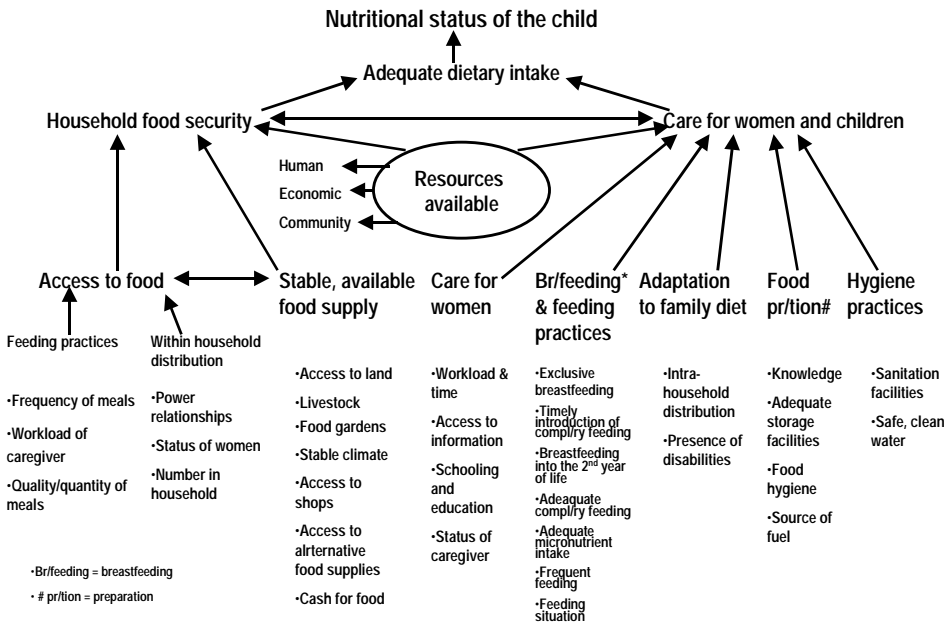 Nutritional status of the child
Adequate dietary intake
Household food security
Care for women and children
Human
Economic
Community
Resources
available
Access to food
Stable, available
food supply
Care for
women
Br/feeding*
& feeding
practices
Adaptation
to family diet
Food
pr/tion#
Hygiene
practices
Feeding practices
•Frequency of meals
•Workload of
caregiver
•Quality/quantity of
meals
Within household
distribution
•Power
relationships
•Status of women
•Number in
household
•Access to land
•Livestock
•Food gardens
•Stable climate
•Access to
shops
•Access to
alrternative
food supplies
•Cash for food
•Workload &
time
•Access to
information
•Schooling
and
education
•Status of
caregiver
•Exclusive
breastfeeding
•Timely
introduction of
compl/ry feeding
•Breastfeeding
into the 2nd year
of life
•Adeaquate
compl/ry feeding
•Adequate
micronutrient
intake
•Frequent
feeding
•Feeding
situation
•Intra-
household
distribution
•Presence of
disabilities
•Knowledge
•Adequate
storage
facilities
•Food
hygiene
•Source of
fuel
•Sanitation
facilities
•Safe, clean
water
•Br/feeding = breastfeeding
• # pr/tion = preparation